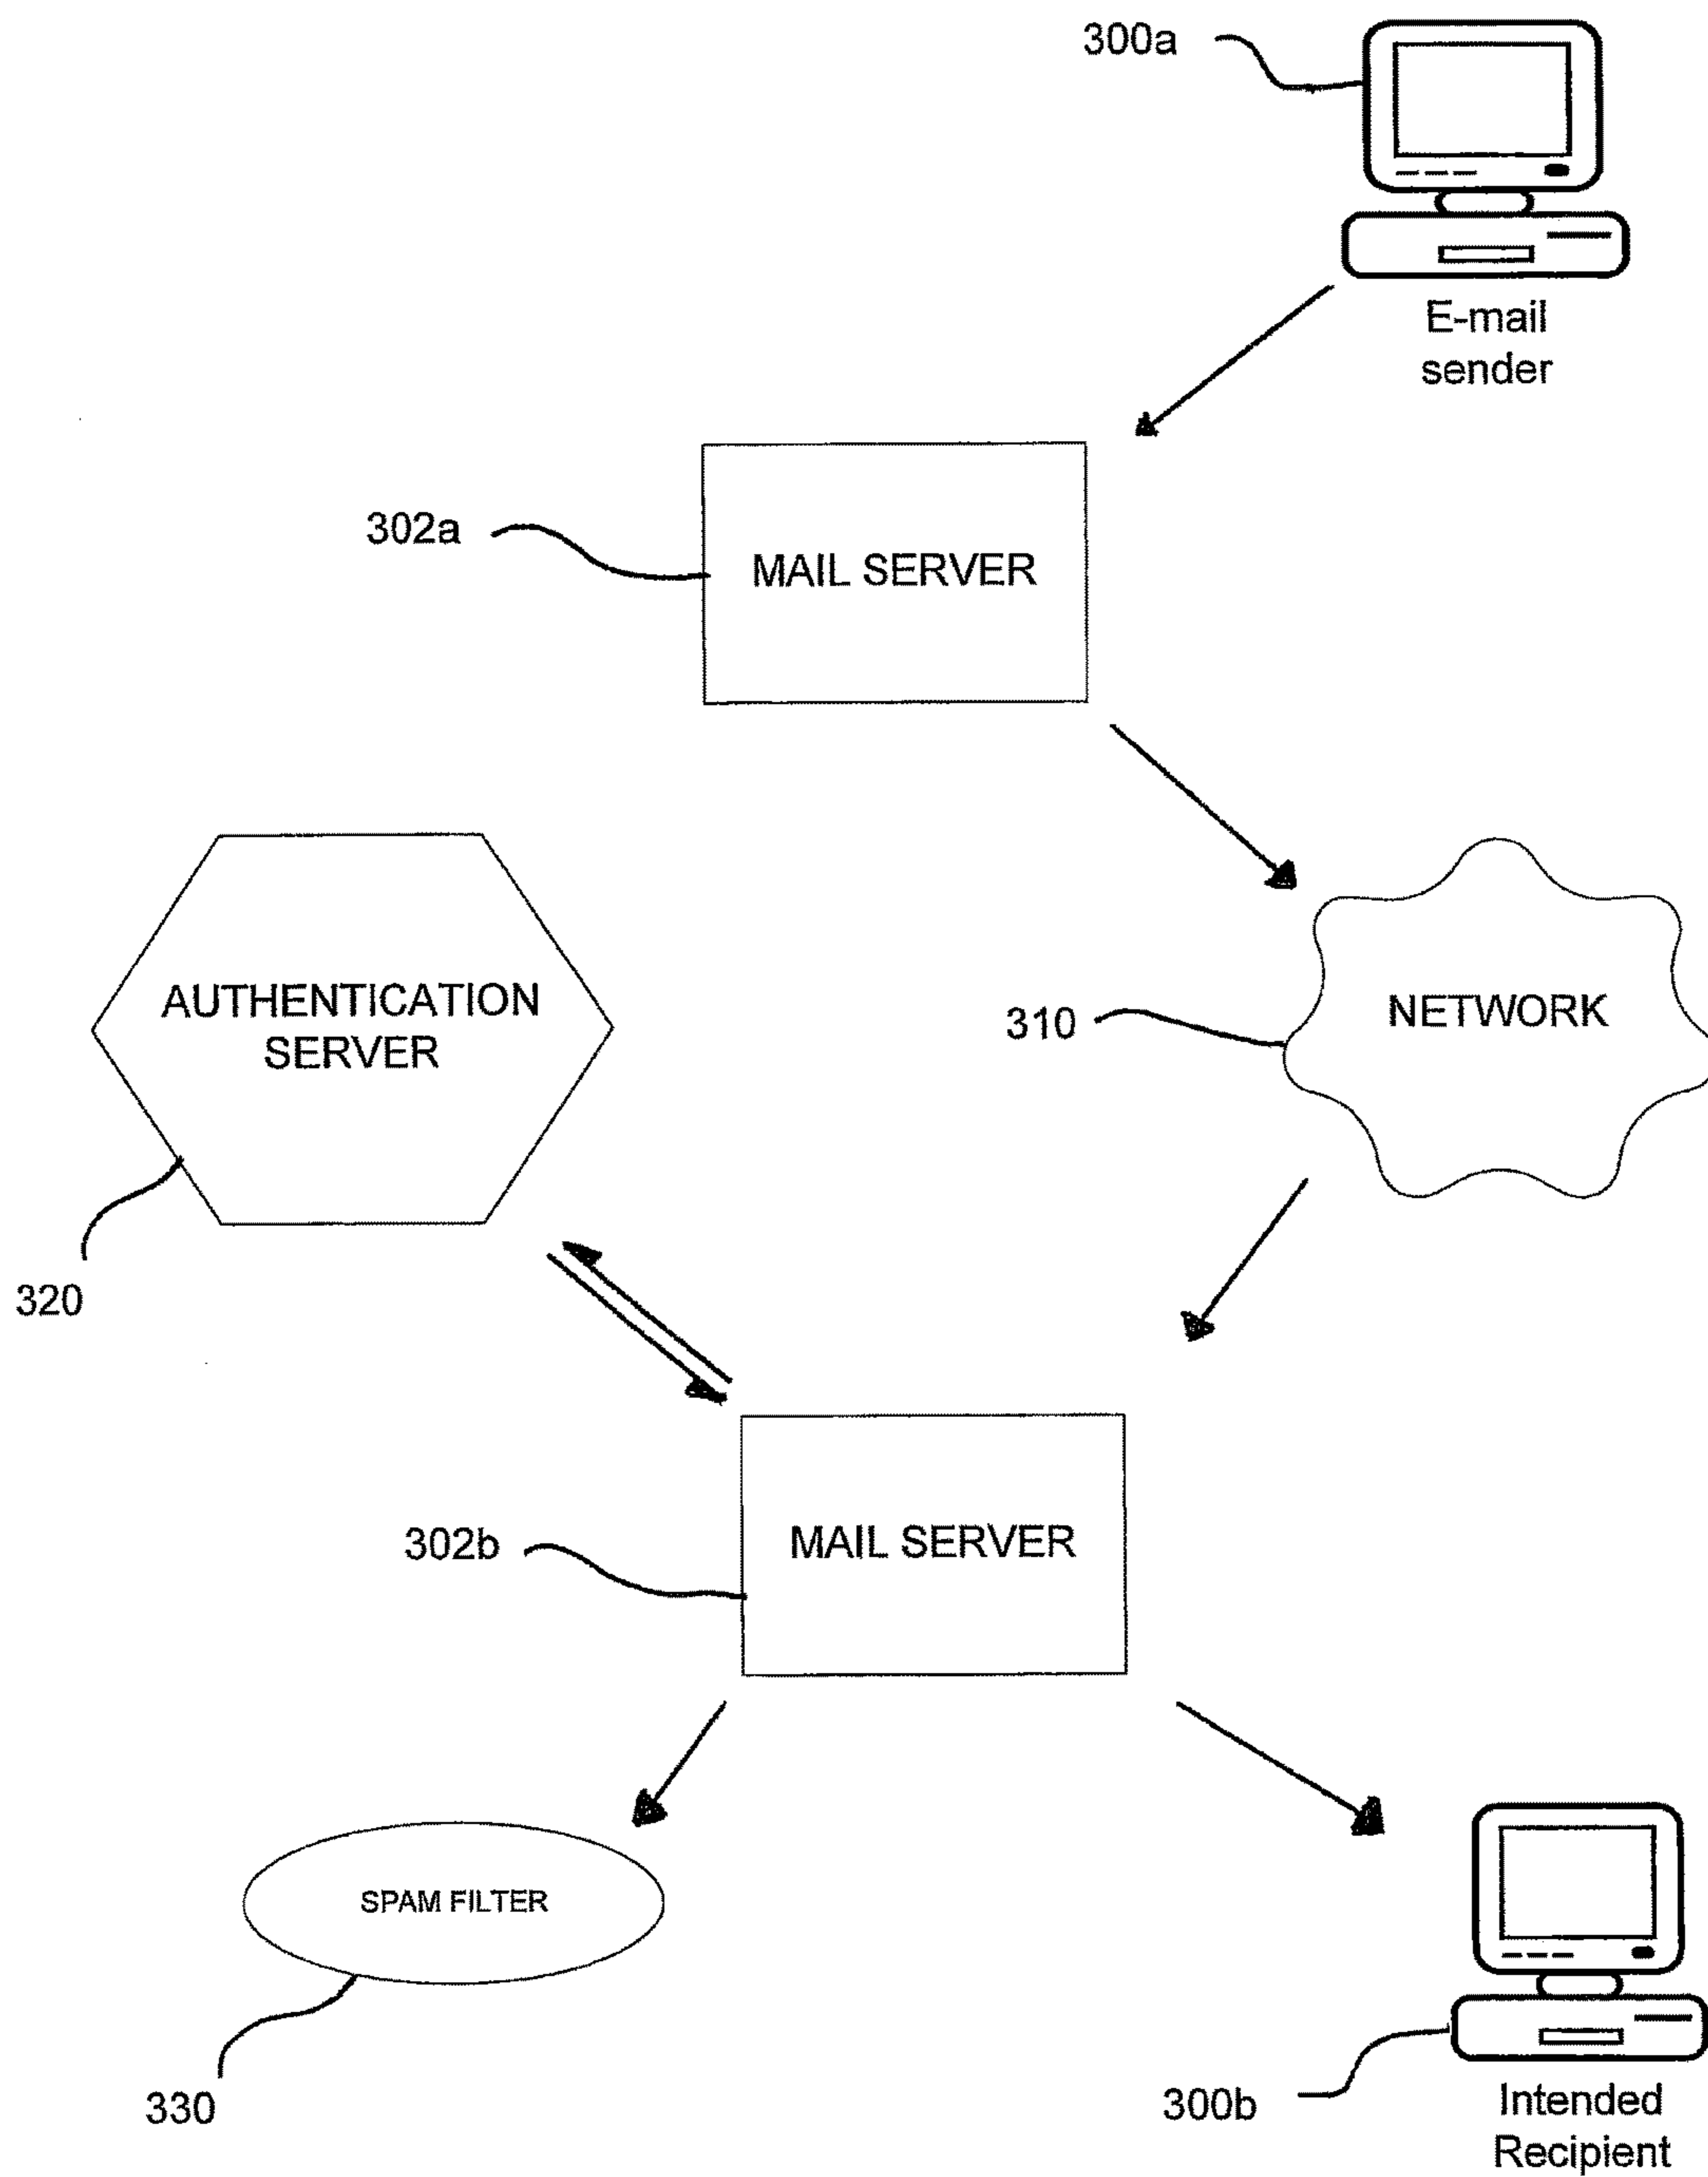 300a
E-mail
sender
302a
MAIL SERVER
AUTHENTICATION
SERVER
310
NETWORK
320
302b
MAIL SERVER
SPAM FILTER
330
300b
Intended
Recipient